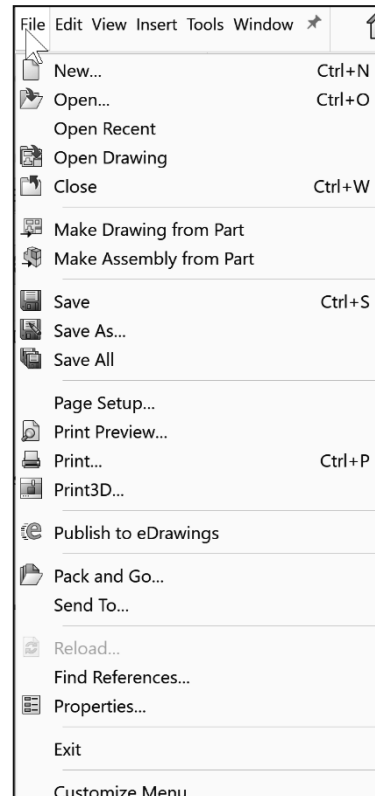 File Edit View Insert Tools Window
New... Ctrl+N
Open... Ctrl+O
Open Recent
Open Drawing
Close Ctrl+W
Make Drawing from Part
Make Assembly from Part
Save Ctrl+S
Save As...
Save All
Page Setup...
Print Preview...
Print... Ctrl+P
Print3D...
Publish to eDrawings
Pack and Go...
Send To...
Reload...
Find References...
Properties...
Exit
Customize Menu